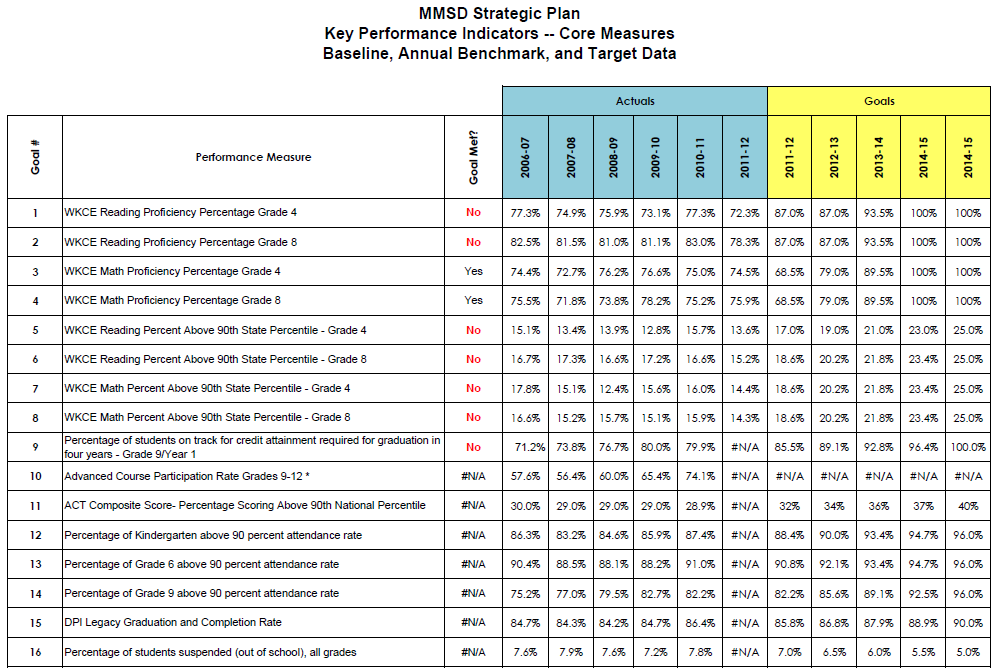 MMSD Strategic Plan
Key Performance Indicators -- Core Measures
Baseline, Annual Benchmark, and Target Data
Actuals Goals
Goal # Performance Measure Goal Met? 2006-07 2007-08 2008-09 2009-10 2010-11 2011-12 2011-12 2012-13 2013-14 2014-15 2014-15
1 WKCE Reading Proficiency Percentage Grade 4 No 77.3% 74.9% 75.9% 73.1% 77.3% 72.3% 87.0% 87.0% 93.5% 100% 100%
2 WKCE Reading Proficiency Percentage Grade 8 No 82.5% 81.5% 81.0% 81.1% 83.0% 78.3% 87.0% 87.0% 93.5% 100% 100%
3 WKCE Math Proficiency Percentage Grade 4 Yes 74.4% 72.7% 76.2% 76.6% 75.0% 74.5% 68.5% 79.0% 89.5% 100% 100%
4 WKCE Math Proficiency Percentage Grade 8 Yes 75.5% 71.8% 73.8% 78.2% 75.2% 75.9% 68.5% 79.0% 89.5% 100% 100%
5 WKCE Reading Percent Above 90th State Percentile - Grade 4 No 15.1% 13.4% 13.9% 12.8% 15.7% 13.6% 17.0% 19.0% 21.0% 23.0% 25.0%
6 WKCE Reading Percent Above 90th State Percentile - Grade 8 No 16.7% 17.3% 16.6% 17.2% 16.6% 15.2% 18.6% 20.2% 21.8% 23.4% 25.0%
7 WKCE Math Percent Above 90th State Percentile - Grade 4 No 17.8% 15.1% 12.4% 15.6% 16.0% 14.4% 18.6% 20.2% 21.8% 23.4% 25.0%
8 WKCE Math Percent Above 90th State Percentile - Grade 8 No 16.6% 15.2% 15.7% 15.1% 15.9% 14.3% 18.6% 20.2% 21.8% 23.4% 25.0%
9 Percentage of students on track for credit attainment required for graduation in
four years - Grade 9/Year 1 No 71.2% 73.8% 76.7% 80.0% 79.9% #N/A 85.5% 89.1% 92.8% 96.4% 100.0%
10 Advanced Course Participation Rate Grades 9-12 * #N/A 57.6% 56.4% 60.0% 65.4% 74.1% #N/A #N/A #N/A #N/A #N/A #N/A
11 ACT Composite Score- Percentage Scoring Above 90th National Percentile #N/A 30.0% 29.0% 29.0% 29.0% 28.9% #N/A 32% 34% 36% 37% 40%
12 Percentage of Kindergarten above 90 percent attendance rate #N/A 86.3% 83.2% 84.6% 85.9% 87.4% #N/A 88.4% 90.0% 93.4% 94.7% 96.0%
13 Percentage of Grade 6 above 90 percent attendance rate #N/A 90.4% 88.5% 88.1% 88.2% 91.0% #N/A 90.8% 92.1% 93.4% 94.7% 96.0%
14 Percentage of Grade 9 above 90 percent attendance rate #N/A 75.2% 77.0% 79.5% 82.7% 82.2% #N/A 82.2% 85.6% 89.1% 92.5% 96.0%
15 DPI Legacy Graduation and Completion Rate #N/A 84.7% 84.3% 84.2% 84.7% 86.4% #N/A 85.8% 86.8% 87.9% 88.9% 90.0%
16 Percentage of students suspended (out of school), all grades #N/A 7.6% 7.9% 7.6% 7.2% 7.8% #N/A 7.0% 6.5% 6.0% 5.5% 5.0%